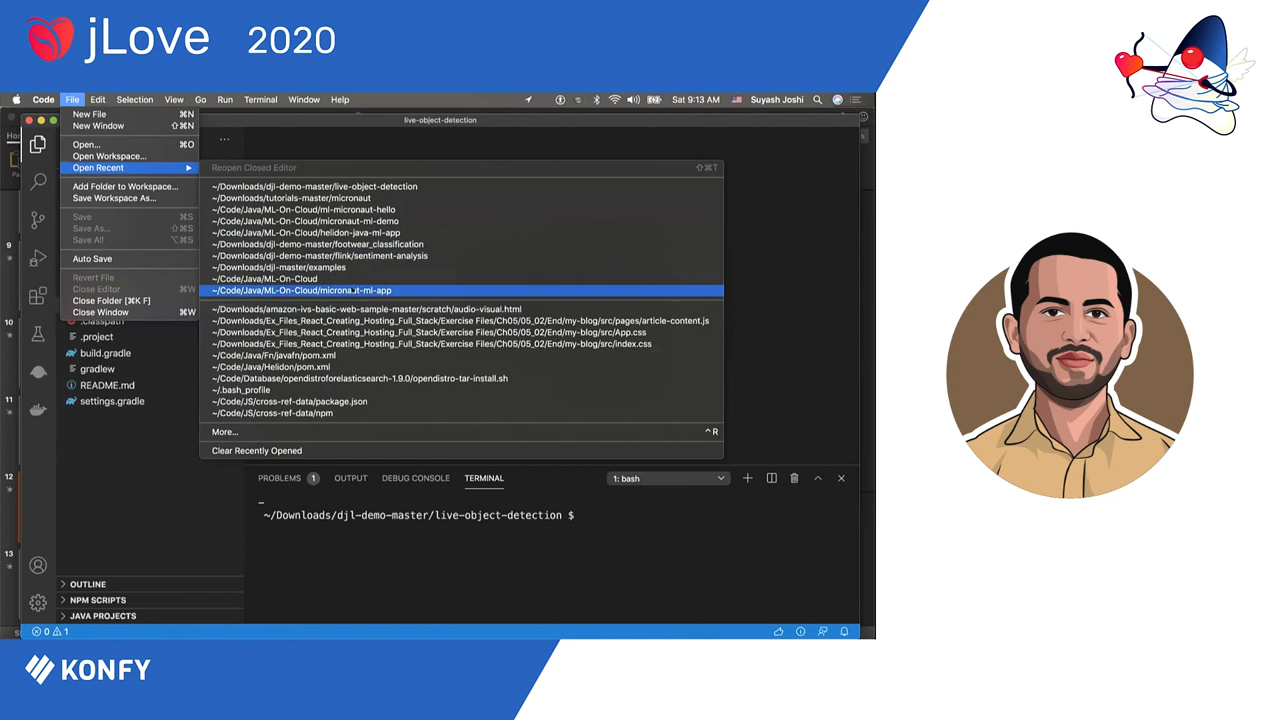 jLove 2020
Code File Edit Selection View Go Run Terminal Window Help Sat 9:13 AM Suyash Joshi
live-object-detection
New File ⌘N
New Window ⇧⌘N
Open... ⌘O
Open Workspace...
Open Recent
Add Folder to Workspace...
Save Workspace As...
Save ⌘S
Save As... ⇧⌘S
Save All ⌥⌘S
Auto Save
Revert File
Close Editor ⌘W
Close Folder [⌘K F]
Close Window ⌘W
Reopen Closed Editor ⇧⌘T
~/Downloads/djl-demo-master/live-object-detection
~/Downloads/tutorials-master/micronaut
~/Code/Java/ML-On-Cloud/ml-micronaut-hello
~/Code/Java/ML-On-Cloud/micronaut-ml-demo
~/Code/Java/ML-On-Cloud/helidon-java-ml-app
~/Downloads/djl-demo-master/footwear_classification
~/Downloads/djl-demo-master/flink/sentiment-analysis
~/Downloads/djl-master/examples
~/Code/Java/ML-On-Cloud
~/Code/Java/ML-On-Cloud/micronaut-ml-app
~/Downloads/amazon-ivs-basic-web-sample-master/scratch/audio-visual.html
~/Downloads/Ex_Files_React_Creating_Hosting_Full_Stack/Exercise Files/Ch05/05_02/End/my-blog/src/pages/article-content.js
~/Downloads/Ex_Files_React_Creating_Hosting_Full_Stack/Exercise Files/Ch05/05_02/End/my-blog/src/App.css
~/Downloads/Ex_Files_React_Creating_Hosting_Full_Stack/Exercise Files/Ch05/05_02/End/my-blog/src/index.css
~/Code/Java/Fn/javafn/pom.xml
~/Code/Java/Helidon/pom.xml
~/Code/Database/opendistroforelasticsearch-1.9.0/opendistro-tar-install.sh
~/.bash_profile
~/Code/JS/cross-ref-data/package.json
~/Code/JS/cross-ref-data/npm
More... ^R
Clear Recently Opened
.classpath
.project
build.gradle
gradlew
README.md
settings.gradle
9
10
11
12
13
PROBLEMS 1 OUTPUT DEBUG CONSOLE TERMINAL 1: bash
~/Downloads/djl-demo-master/live-object-detection $
OUTLINE
NPM SCRIPTS
JAVA PROJECTS
0 1
KONFY